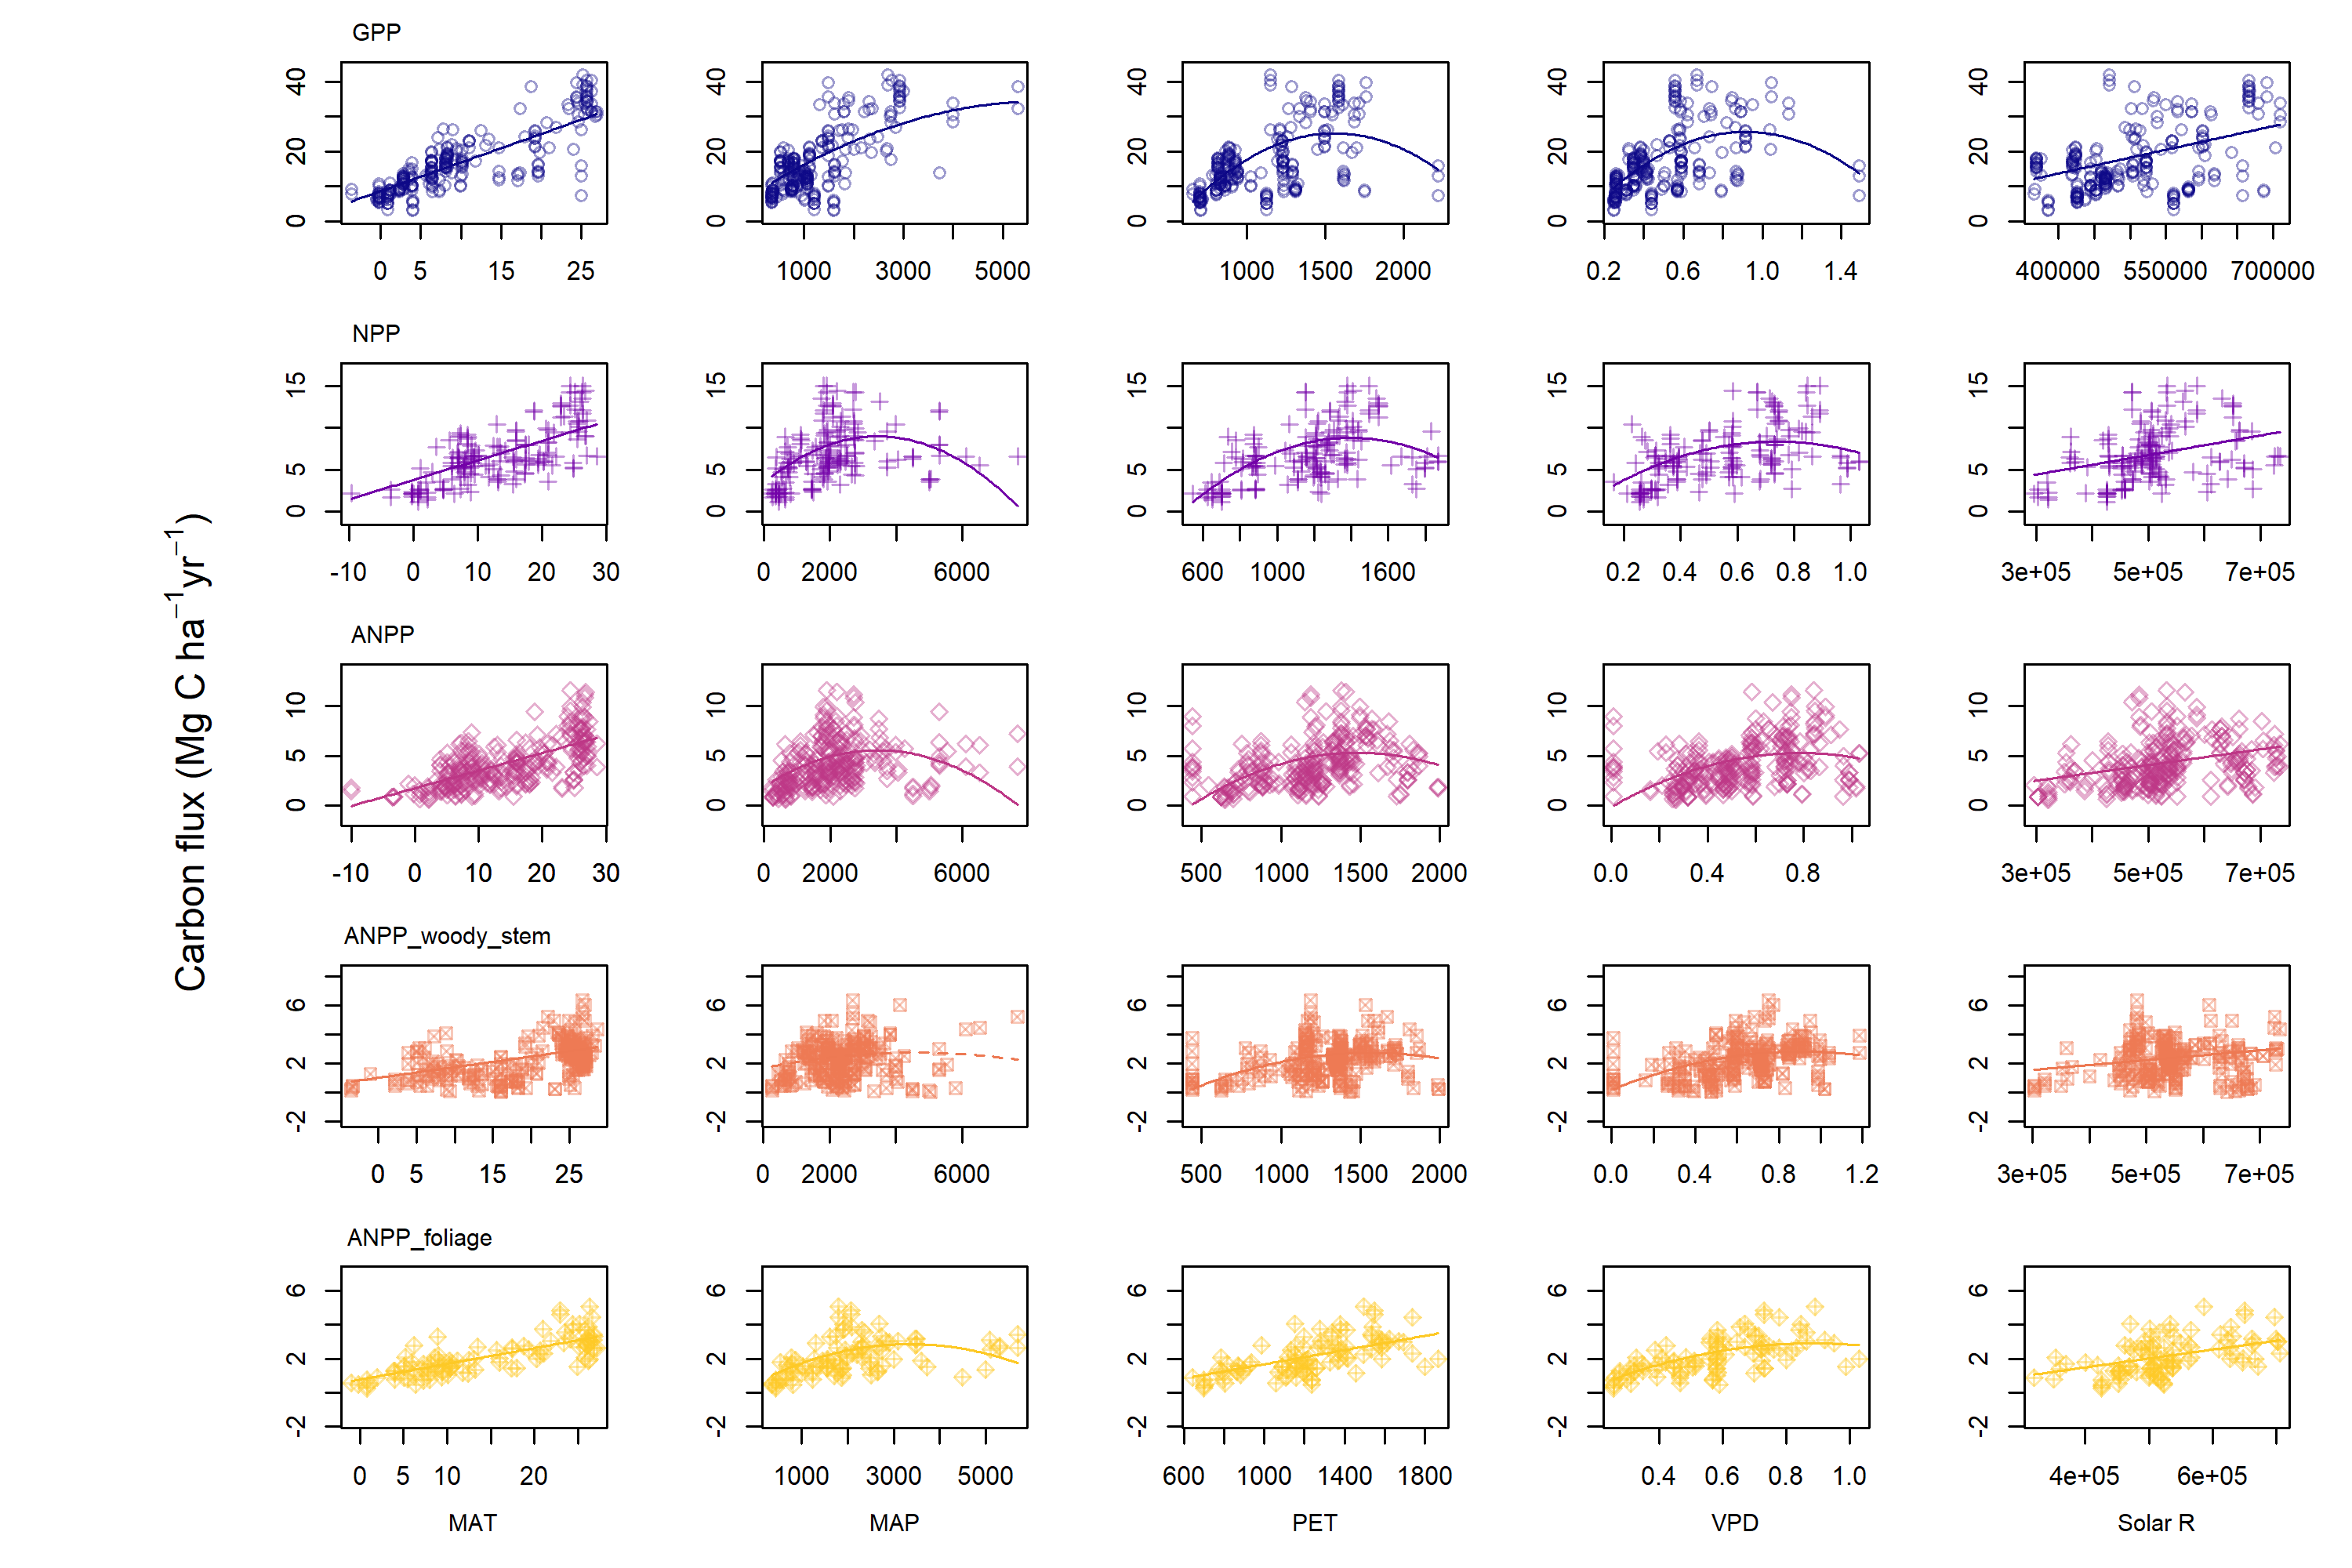 GPP
0 20 40
0 5 15 25
0 20 40
1000 3000 5000
0 20 40
1000 1500 2000
0 20 40
0.2 0.6 1.0 1.4
0 20 40
400000 550000 700000
NPP
0 5 15
-10 0 10 20 30
0 5 15
0 2000 6000
0 5 15
600 1000 1600
0 5 15
0.2 0.4 0.6 0.8 1.0
0 5 15
3e+05 5e+05 7e+05
Carbon flux (Mg C ha⁻¹yr⁻¹)
ANPP
0 5 10
-10 0 10 20 30
0 5 10
0 2000 6000
0 5 10
500 1000 1500 2000
0 5 10
0.0 0.4 0.8
0 5 10
3e+05 5e+05 7e+05
ANPP_woody_stem
-2 2 6
0 5 15 25
-2 2 6
0 2000 6000
-2 2 6
500 1000 1500 2000
-2 2 6
0.0 0.4 0.8 1.2
-2 2 6
3e+05 5e+05 7e+05
ANPP_foliage
-2 2 6
0 5 10 20
-2 2 6
1000 3000 5000
-2 2 6
600 1000 1400 1800
-2 2 6
0.4 0.6 0.8 1.0
-2 2 6
4e+05 6e+05
MAT
MAP
PET
VPD
Solar R